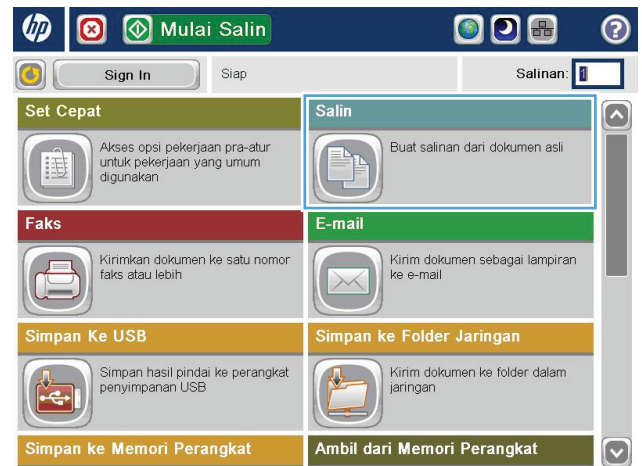 hp
Mulai Salin
?
Sign In
Siap
Salinan: 1
Set Cepat
Akses opsi pekerjaan pra-atur
untuk pekerjaan yang umum
digunakan
Salin
Buat salinan dari dokumen asli
Faks
Kirimkan dokumen ke satu nomor
faks atau lebih
E-mail
Kirim dokumen sebagai lampiran
ke e-mail
Simpan Ke USB
Simpan hasil pindai ke perangkat
penyimpanan USB
Simpan ke Folder Jaringan
Kirim dokumen ke folder dalam
jaringan
Simpan ke Memori Perangkat
Ambil dari Memori Perangkat